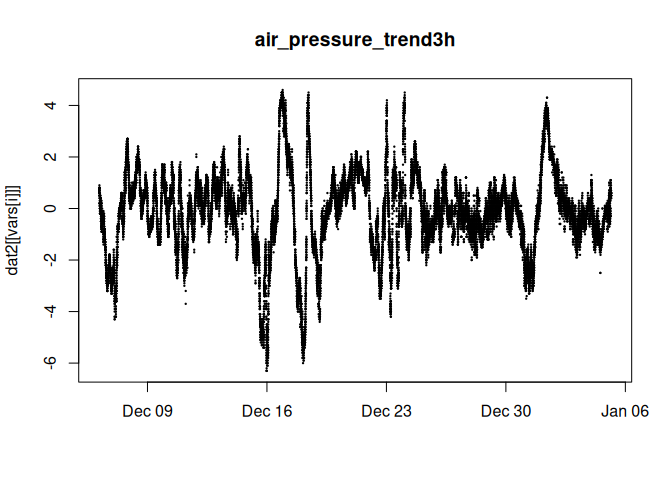 air_pressure_trend3h
dat2[[vars[i]]]
4
2
0
-2
-4
-6
Dec 09 Dec 16 Dec 23 Dec 30 Jan 06